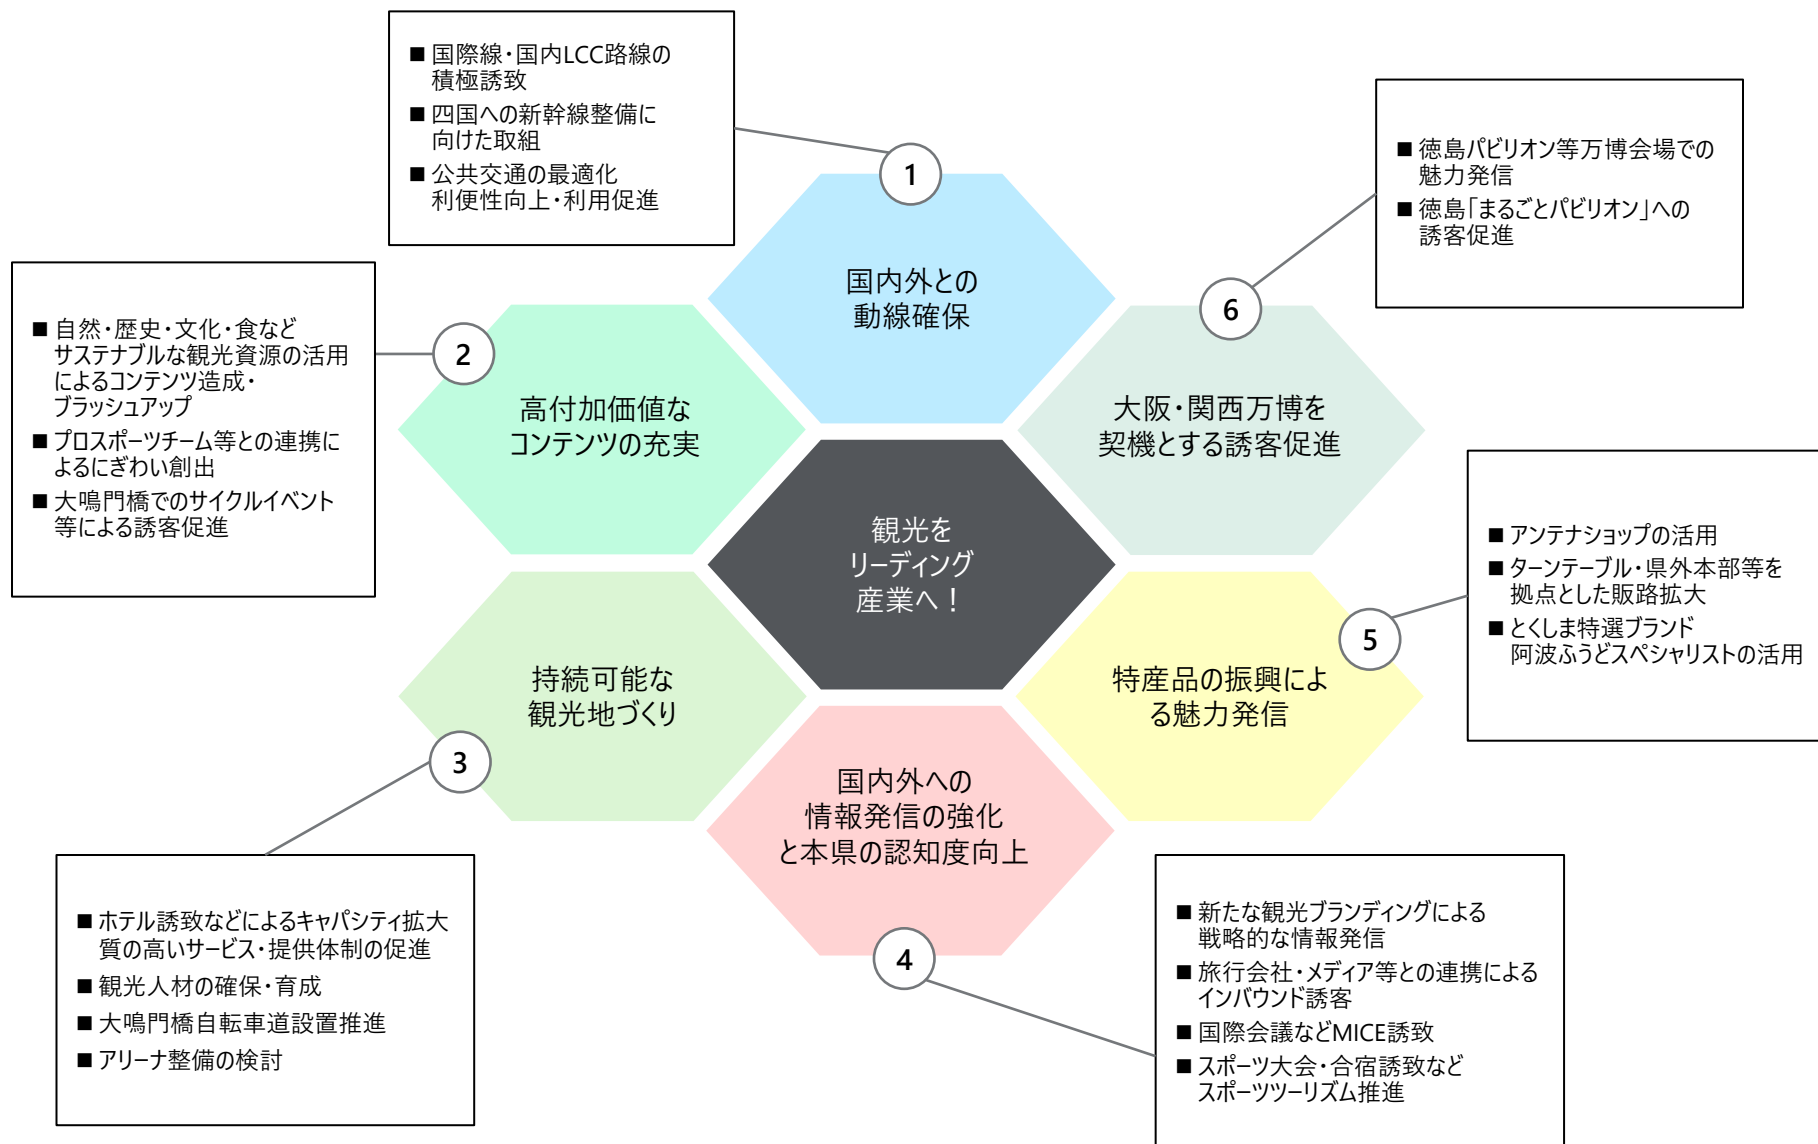 ■ 国際線・国内LCC路線の
積極誘致
■ 四国への新幹線整備に
向けた取組
■ 公共交通の最適化
利便性向上・利用促進
1
国内外との
動線確保
■ 自然・歴史・文化・食など
サステナブルな観光資源の活用
によるコンテンツ造成・
ブラッシュアップ
■ プロスポーツチーム等との連携に
よるにぎわい創出
■ 大鳴門橋でのサイクルイベント
等による誘客促進
2
高付加価値な
コンテンツの充実
観光を
リーディング
産業へ！
3
持続可能な
観光地づくり
■ ホテル誘致などによるキャパシティ拡大
質の高いサービス・提供体制の促進
■ 観光人材の確保・育成
■ 大鳴門橋自転車道設置推進
■ アリーナ整備の検討
4
国内外への
情報発信の強化
と本県の認知度向上
■ 新たな観光ブランディングによる
戦略的な情報発信
■ 旅行会社・メディア等との連携による
インバウンド誘客
■ 国際会議などMICE誘致
■ スポーツ大会・合宿誘致など
スポーツツーリズム推進
5
特産品の振興によ
る魅力発信
■ アンテナショップの活用
■ ターンテーブル・県外本部等を
拠点とした販路拡大
■ とくしま特選ブランド
阿波ふうどスペシャリストの活用
6
大阪・関西万博を
契機とする誘客促進
■ 徳島パビリオン等万博会場での
魅力発信
■ 徳島「まるごとパビリオン」への
誘客促進